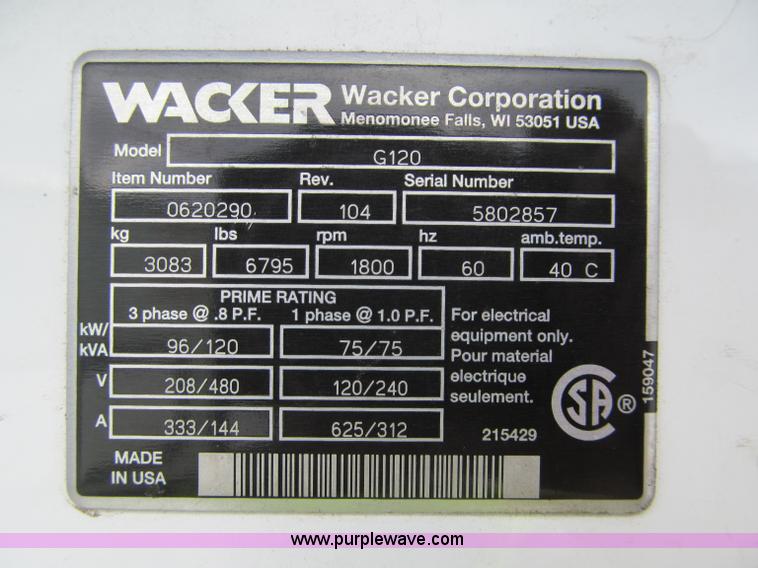 WACKER Wacker Corporation
Menomonee Falls, WI 53051 USA
Model G120
Item Number Rev. Serial Number
0620290 104 5802857
kg lbs rpm hz amb.temp.
3083 6795 1800 60 40 C
PRIME RATING
3 phase @ .8 P.F. 1 phase @ 1.0 P.F.
kW/
kVA 96/120 75/75
V 208/480 120/240
A 333/144 625/312
For electrical
equipment only.
Pour material
electrique
seulement.
215429
CSA ®
159047
MADE
IN USA
www.purplewave.com